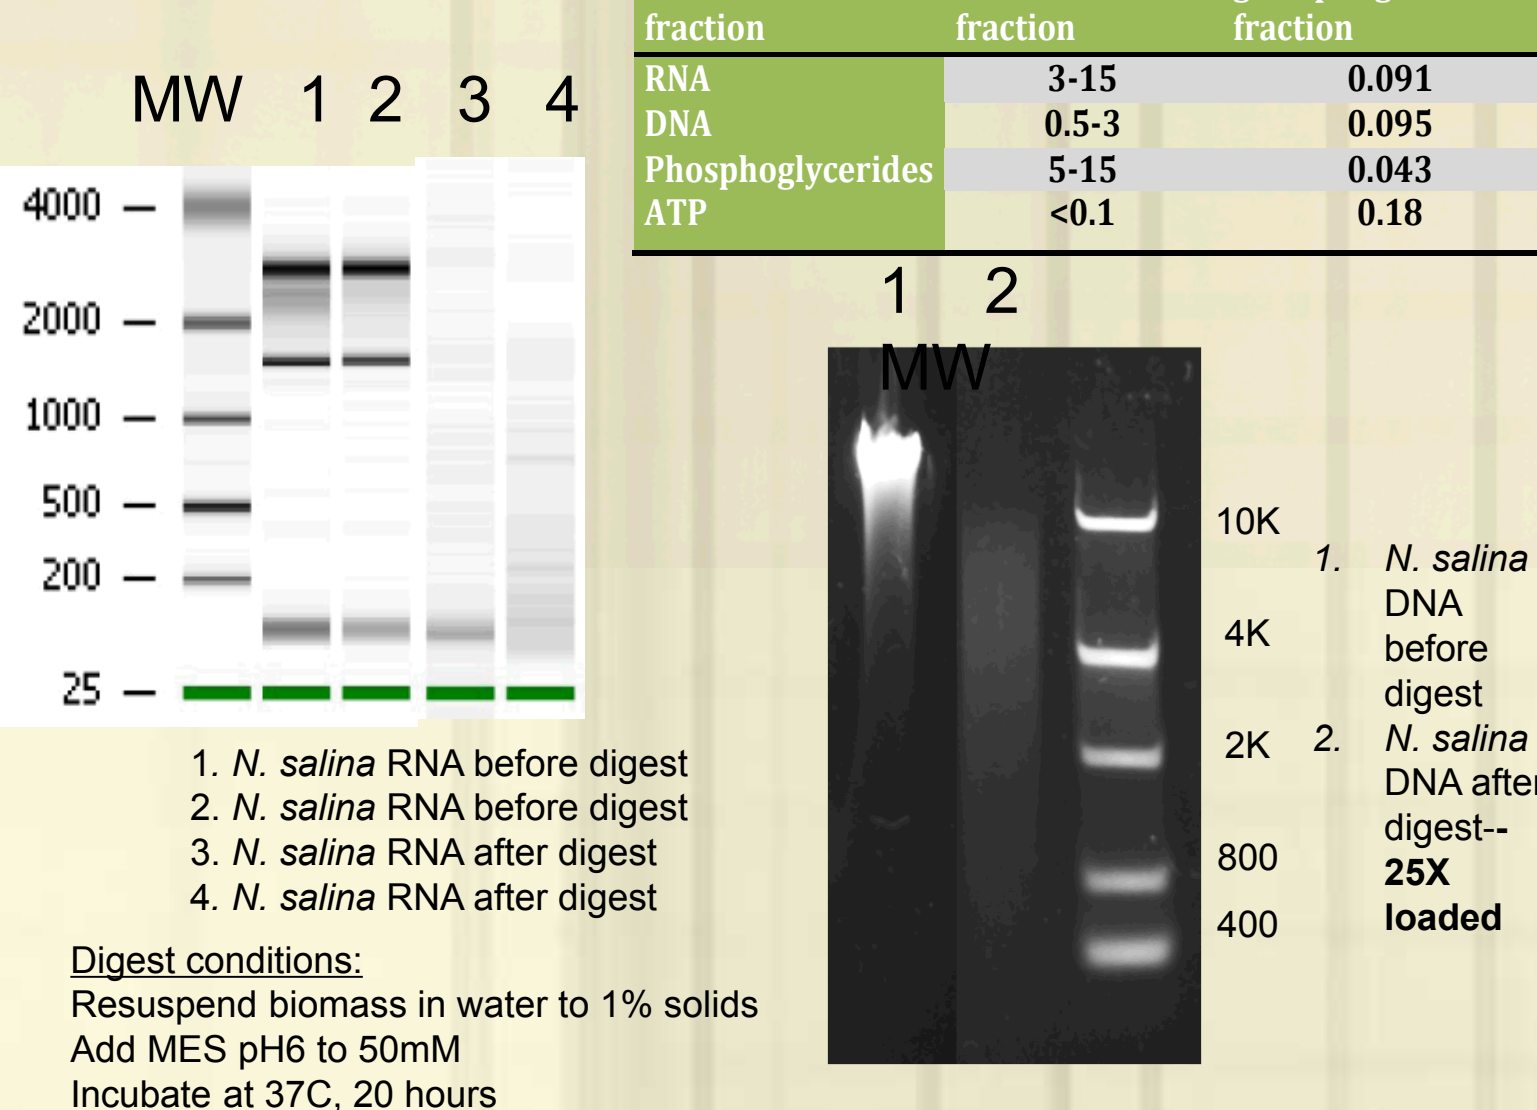 fraction fraction fraction
RNA 3-15 0.091
DNA 0.5-3 0.095
Phosphoglycerides 5-15 0.043
ATP <0.1 0.18
MW 1 2 3 4
4000
2000
1000
500
200
25
1. N. salina RNA before digest
2. N. salina RNA before digest
3. N. salina RNA after digest
4. N. salina RNA after digest
Digest conditions:
Resuspend biomass in water to 1% solids
Add MES pH6 to 50mM
Incubate at 37C, 20 hours
1 2
MW
10K
4K
2K
800
400
1. N. salina
DNA
before
digest
2. N. salina
DNA after
digest--
25X
loaded